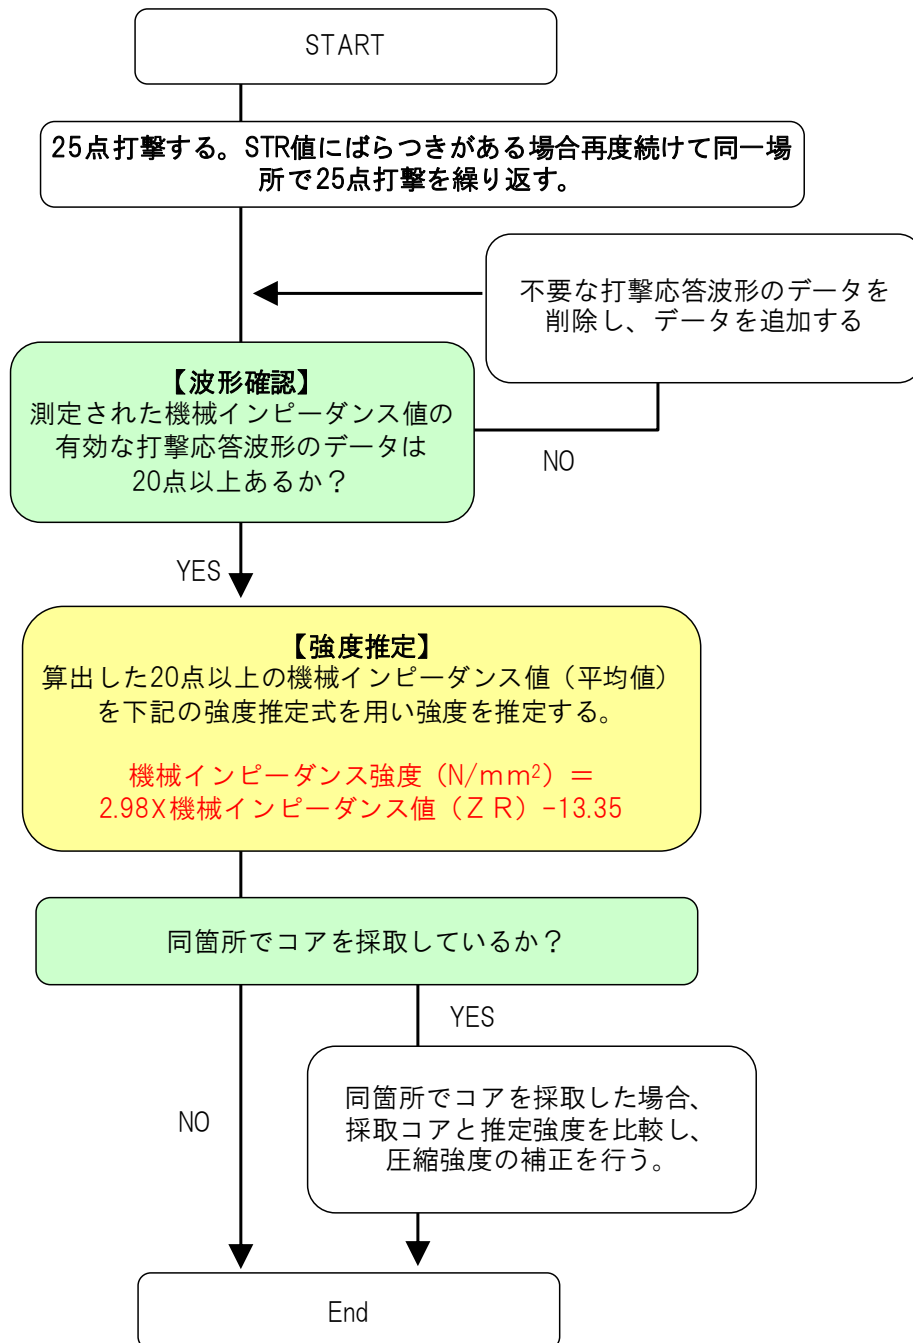 START
25点打撃する。STR値にばらつきがある場合再度続けて同一場
所で25点打撃を繰り返す。
不要な打撃応答波形のデータを
削除し、データを追加する
【波形確認】
測定された機械インピーダンス値の
有効な打撃応答波形のデータは
20点以上あるか？
NO
YES
【強度推定】
算出した20点以上の機械インピーダンス値（平均値）
を下記の強度推定式を用い強度を推定する。
機械インピーダンス強度（N/mm²）＝
2.98X機械インピーダンス値（ＺＲ）-13.35
同箇所でコアを採取しているか？
YES
同箇所でコアを採取した場合、
採取コアと推定強度を比較し、
圧縮強度の補正を行う。
NO
End